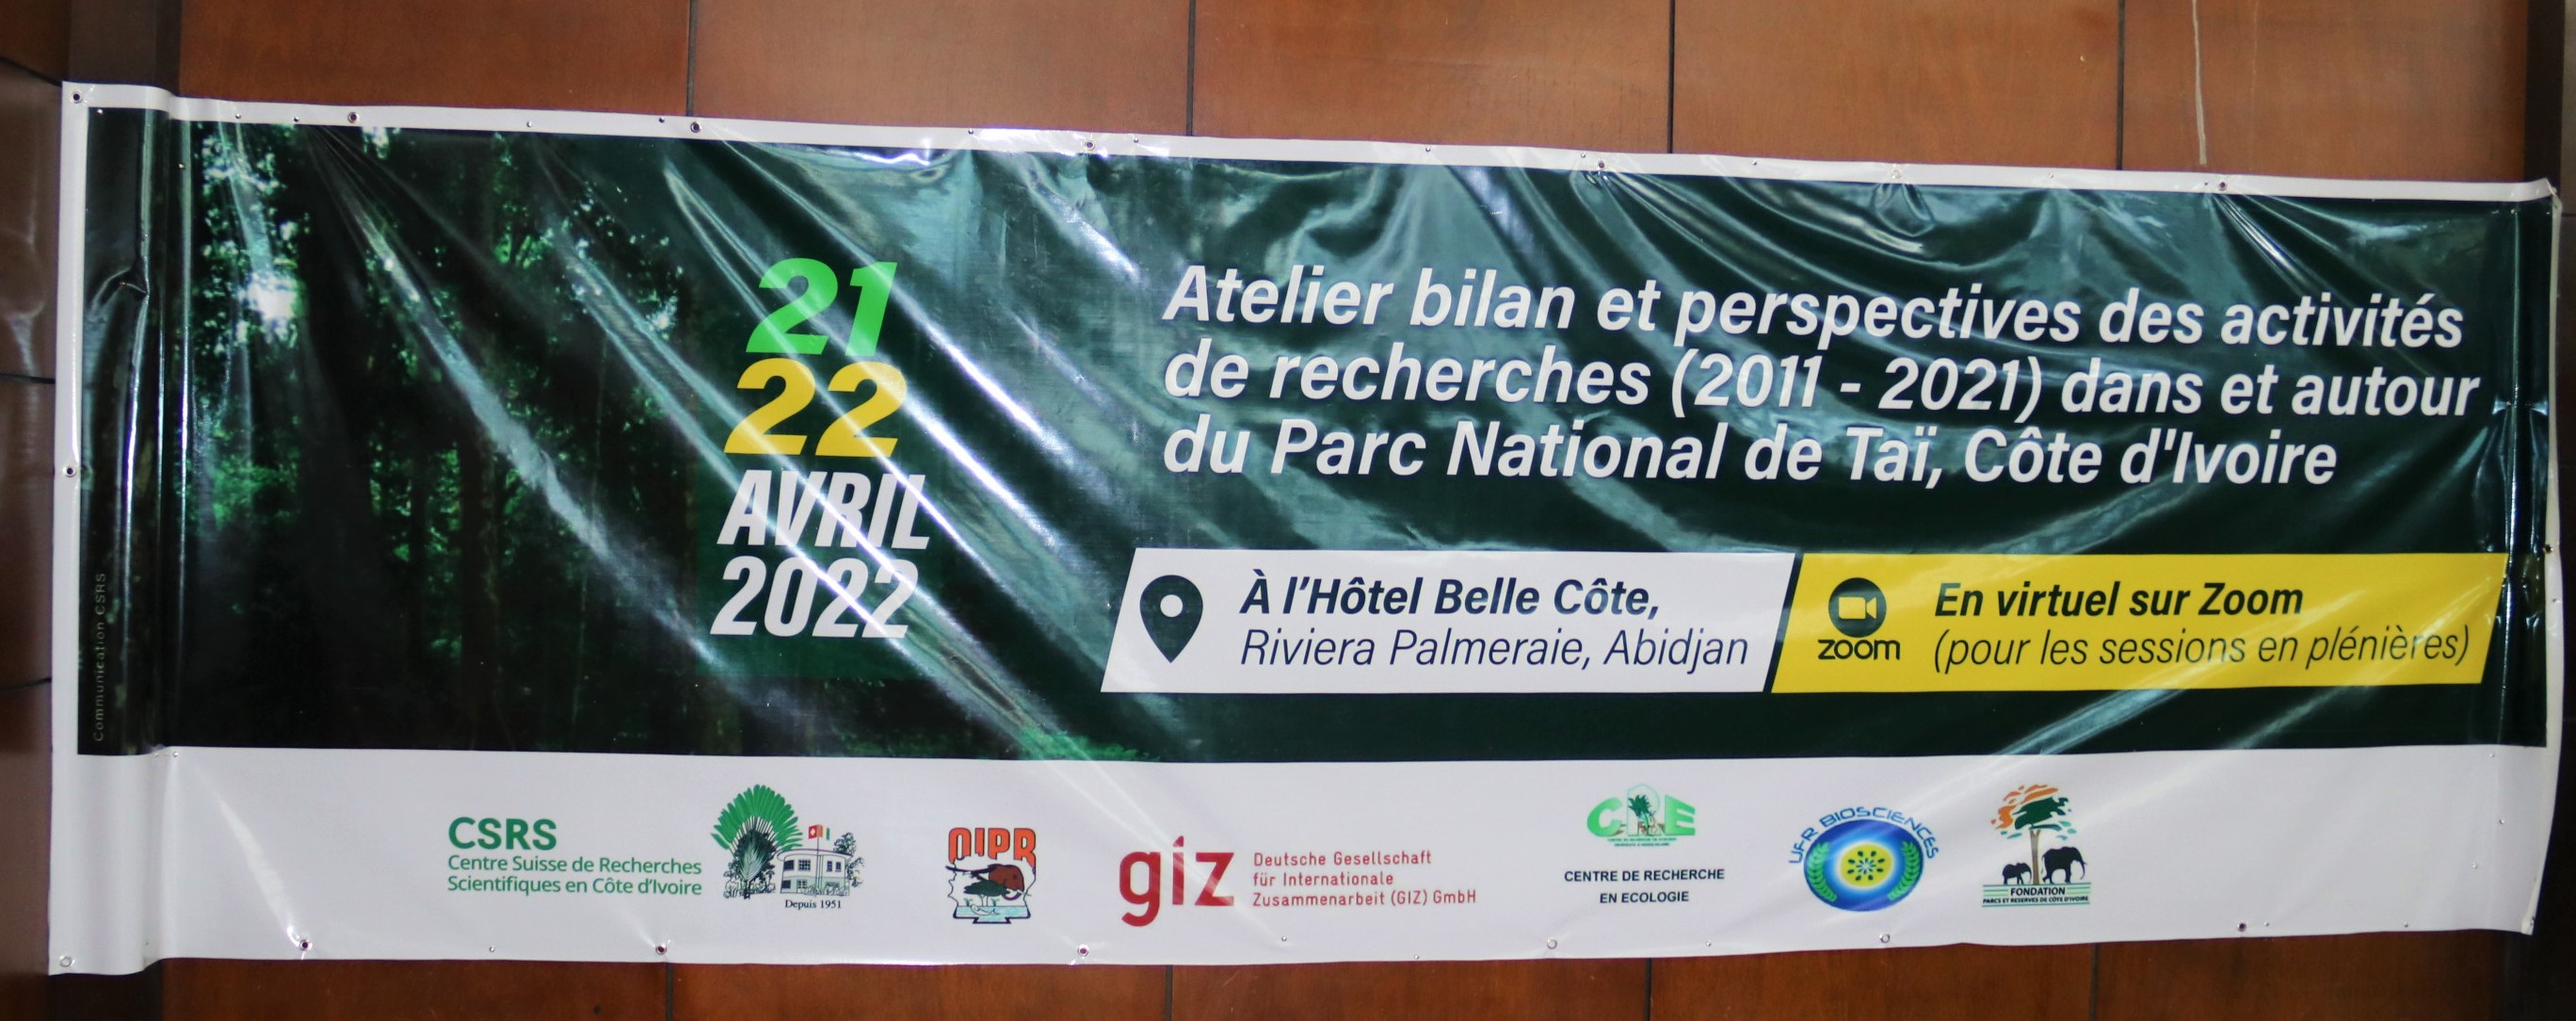 21
22
AVRIL
2022
Atelier bilan et perspectives des activités
de recherches (2011 - 2021) dans et autour
du Parc National de Taï, Côte d'Ivoire
À l'Hôtel Belle Côte,
Riviera Palmeraie, Abidjan
zoom
En virtuel sur Zoom
(pour les sessions en plénières)
Communication CSRS
CSRS
Centre Suisse de Recherches
Scientifiques en Côte d'Ivoire
Depuis 1951
OIPR
giz
Deutsche Gesellschaft
für Internationale
Zusammenarbeit (GIZ) GmbH
CRE
CENTRE DE RECHERCHE
EN ECOLOGIE
UFR BIOSCIENCES
FONDATION
PARCS ET RESERVES DE CÔTE D'IVOIRE